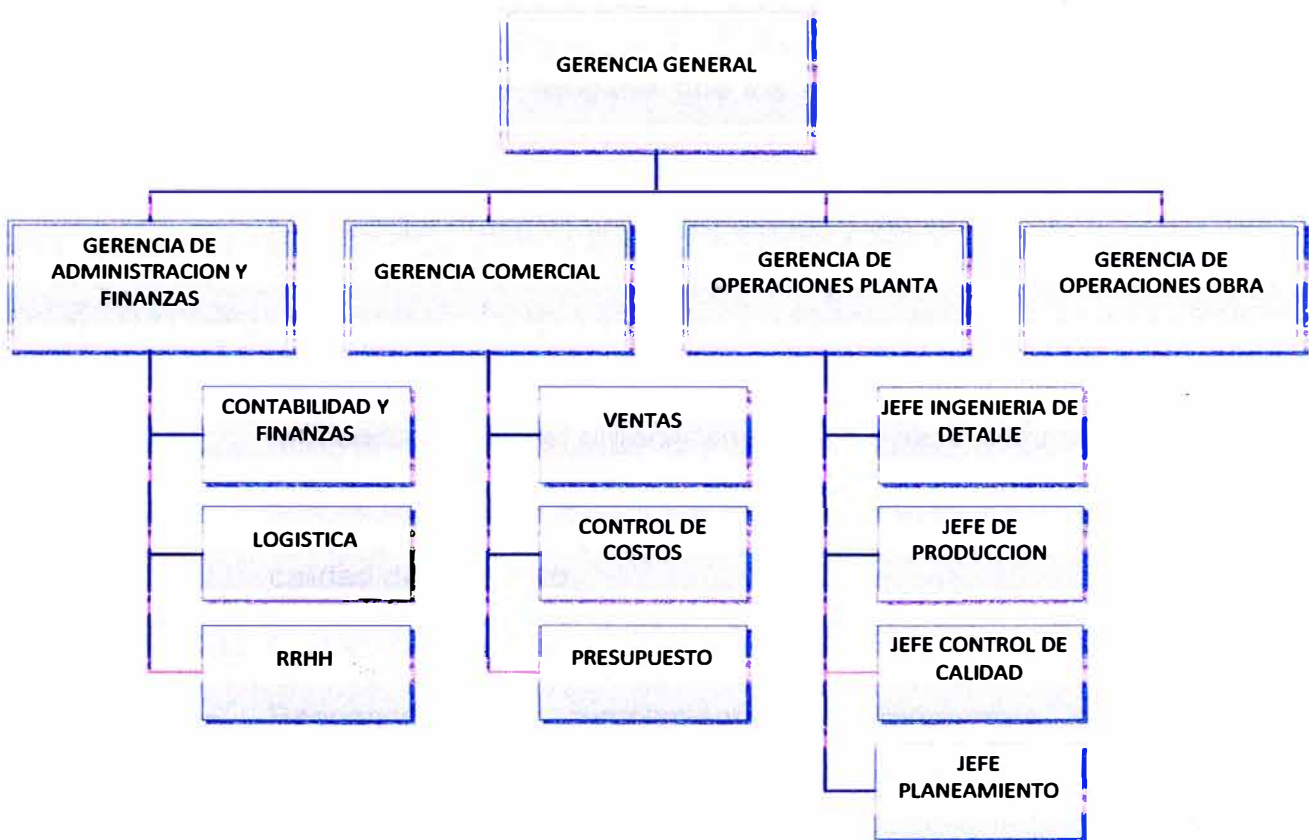 GERENCIA GENERAL
GERENCIA DE
ADMINISTRACION Y
FINANZAS
GERENCIA COMERCIAL
GERENCIA DE
OPERACIONES PLANTA
GERENCIA DE
OPERACIONES OBRA
CONTABILIDAD Y
FINANZAS
LOGISTICA
RRHH
VENTAS
CONTROL DE
COSTOS
PRESUPUESTO
JEFE INGENIERIA DE
DETALLE
JEFE DE
PRODUCCION
JEFE CONTROL DE
CALIDAD
JEFE
PLANEAMIENTO